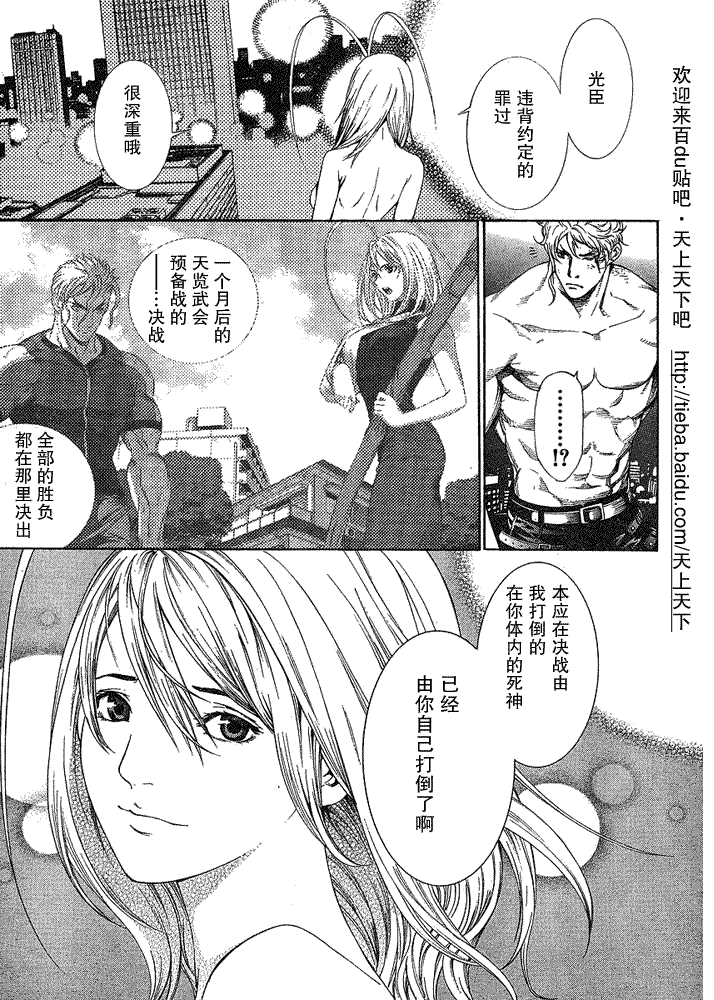 光臣
违背约定的
罪过
很深重哦
………
!?
一个月后的
天览武会
预备战的
——…决战
全部的胜负
都在那里决出
本应在决战由
我打倒的
在你体内的死神
已经
由你自己打倒了啊
欢迎来百du贴吧·天上天下吧 http://tieba.baidu.com/天上天下